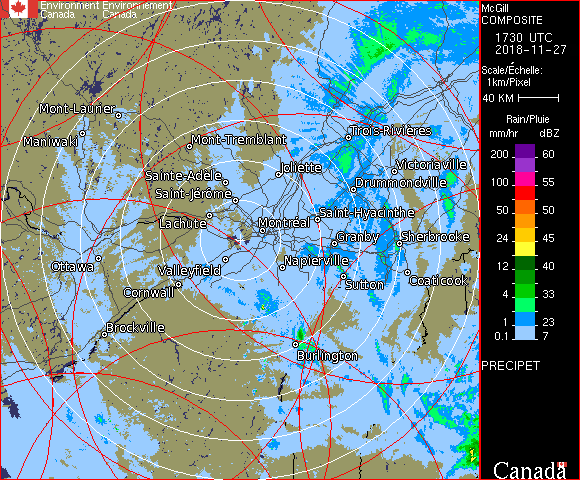 Environment Environnement
Canada Canada
McGill
COMPOSITE
1730 UTC
2018-11-27
Scale/Échelle:
1km/Pixel
40 KM
Rain/Pluie
mm/hr dBZ
200 60
100 55
50 50
32 45
24 45
12 40
4 33
1 23
0.1 7
PRECIPET
Canada
Mont-Laurier
Maniwaki
Mont-Tremblant
Trois-Rivières
Joliette
Victoriaville
Sainte-Adèle
Drummondville
Saint-Jérôme
Saint-Hyacinthe
Lachute
Montréal
Granby
Sherbrooke
Ottawa
Valleyfield
Napierville
Sutton
Coaticook
Cornwall
Brockville
Burlington